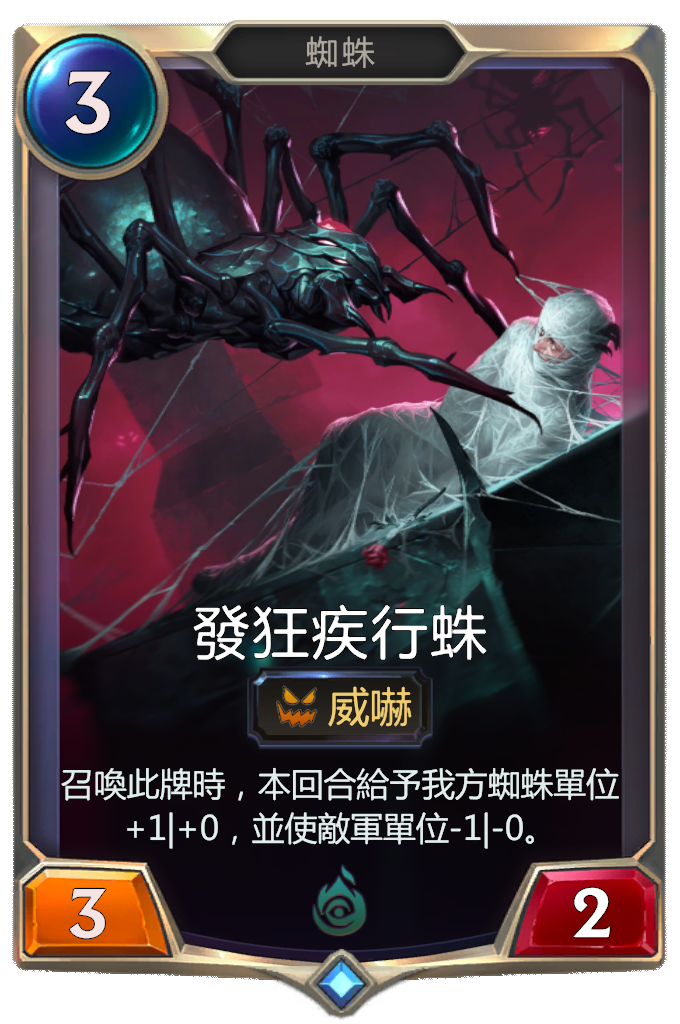 蜘蛛
3
發狂疾行蛛
威嚇
召喚此牌時，本回合給予我方蜘蛛單位
+1|+0，並使敵軍單位-1|-0。
3
2